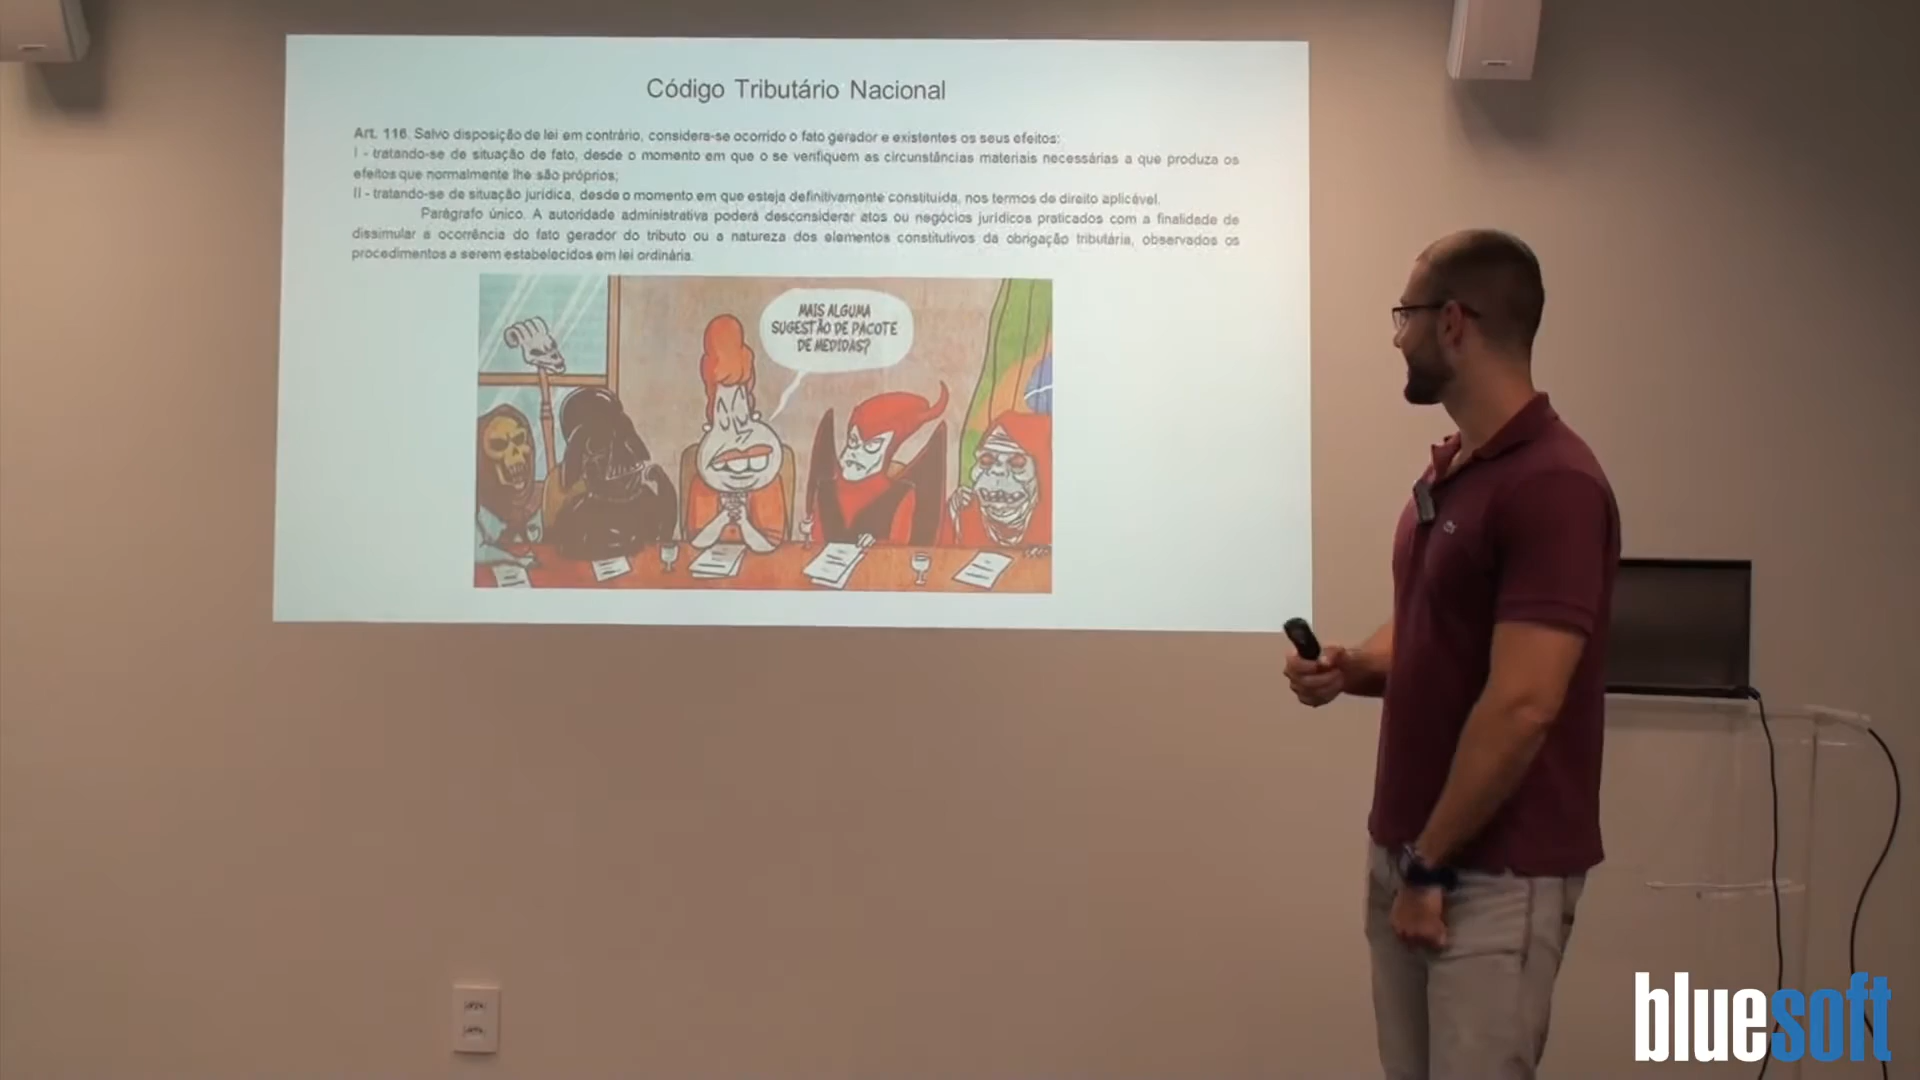 Código Tributário Nacional
Art. 116. Salvo disposição de lei em contrário, considera-se ocorrido o fato gerador e existentes os seus efeitos:
I - tratando-se de situação de fato, desde o momento em que o se verifiquem as circunstâncias materiais necessárias a que produza os
efeitos que normalmente lhe são próprios;
II - tratando-se de situação jurídica, desde o momento em que esteja definitivamente constituída, nos termos de direito aplicável.
Parágrafo único. A autoridade administrativa poderá desconsiderar atos ou negócios jurídicos praticados com a finalidade de
dissimular a ocorrência do fato gerador do tributo ou a natureza dos elementos constitutivos da obrigação tributária, observados os
procedimentos a serem estabelecidos em lei ordinária.
MAIS ALGUMA
SUGESTÃO DE PACOTE
DE MEDIDAS?
bluesoft